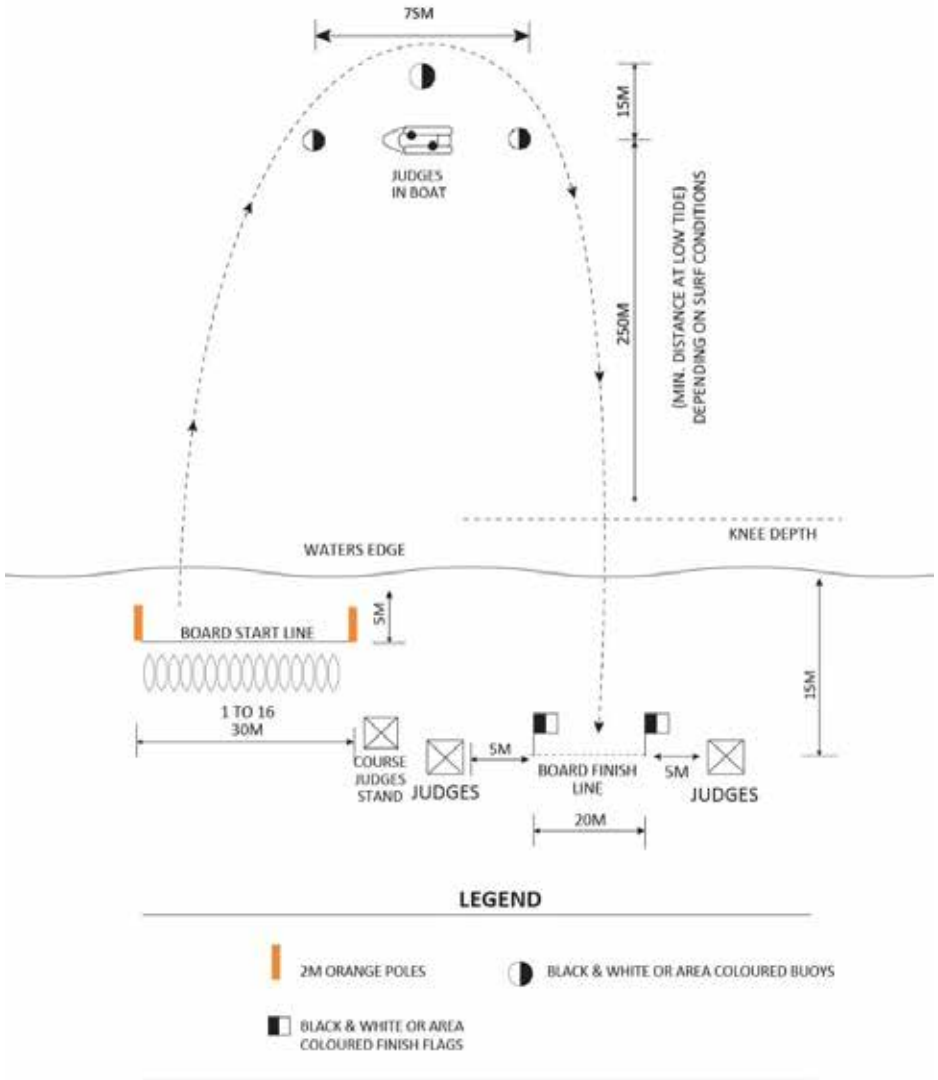 75M
15M
JUDGES
IN BOAT
250M
(MIN. DISTANCE AT LOW TIDE)
DEPENDING ON SURF CONDITIONS
KNEE DEPTH
WATERS EDGE
5M
BOARD START LINE
15M
1 TO 16
30M
COURSE
JUDGES
STAND
JUDGES
5M
BOARD FINISH
LINE
5M
JUDGES
20M
LEGEND
2M ORANGE POLES
BLACK & WHITE OR AREA COLOURED BUOYS
BLACK & WHITE OR AREA
COLOURED FINISH FLAGS